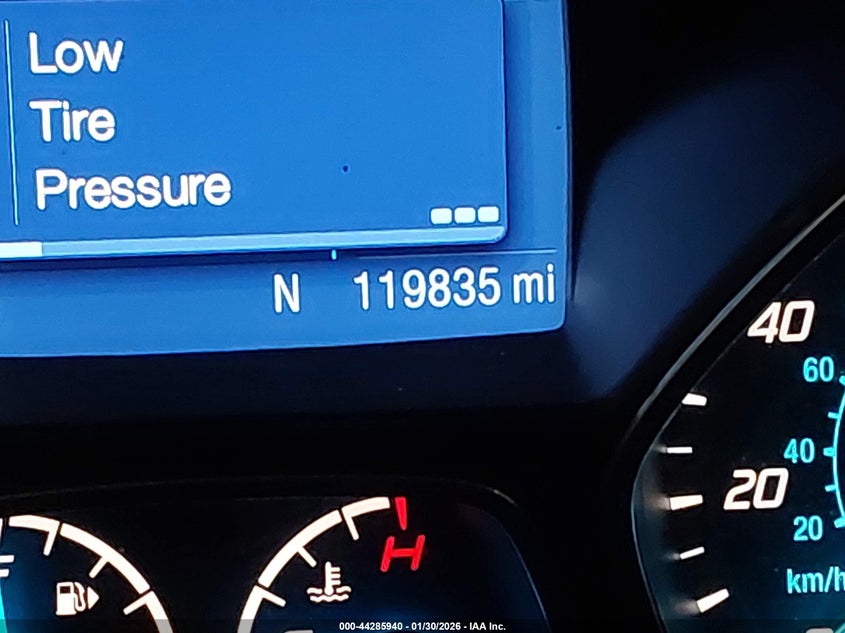 Low
Tire
Pressure
N 119835 mi
40
60
40
20
20
km/h
F
H
000-44285940 - 01/30/2026 - IAA Inc.